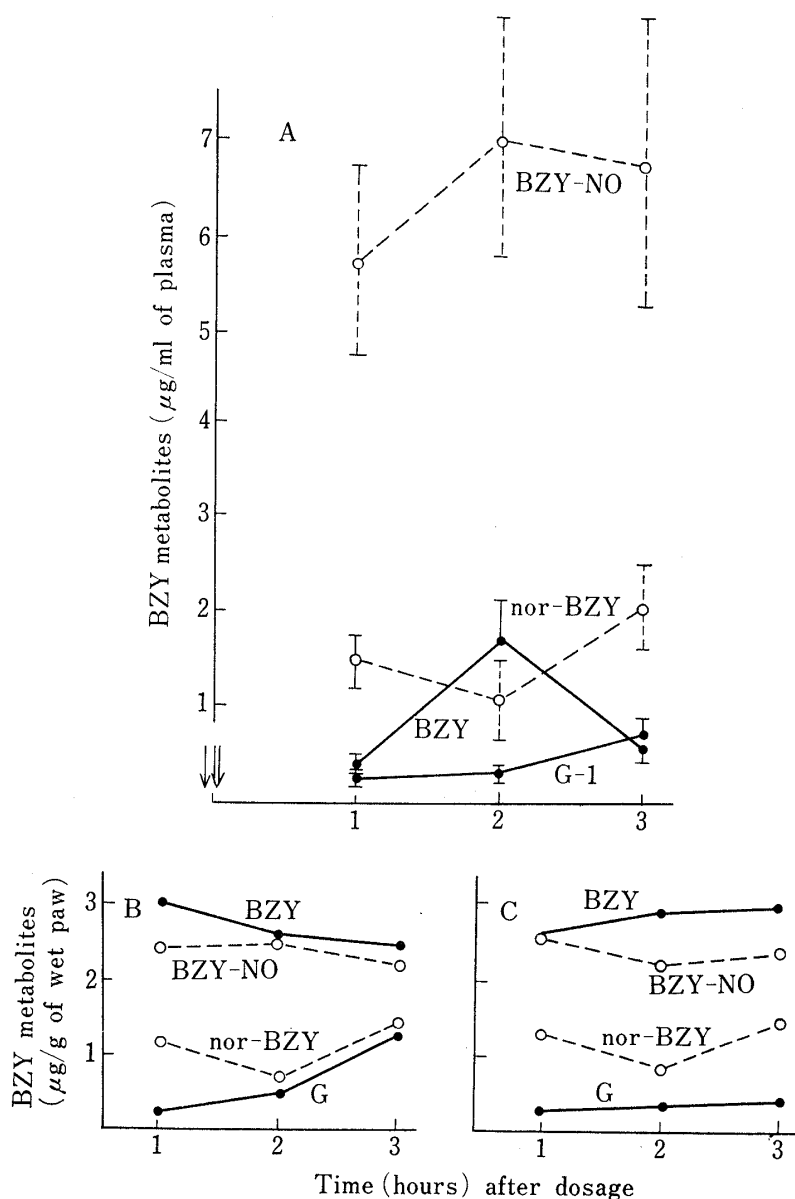 A
BZY metabolites (μg/ml of plasma)
7
6
5
4
3
2
1
BZY-NO
nor-BZY
BZY
G-1
1 2 3
BZY metabolites
(μg/g of wet paw)
3
2
1
B
BZY
BZY-NO
nor-BZY
G
1 2 3
C
BZY
BZY-NO
nor-BZY
G
1 2 3
Time (hours) after dosage